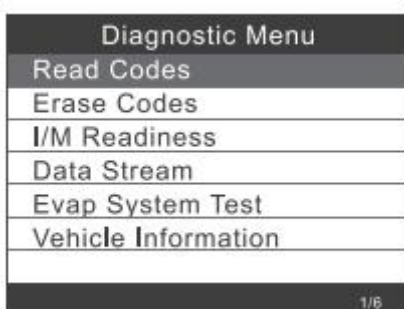 Diagnostic Menu
Read Codes
Erase Codes
I/M Readiness
Data Stream
Evap System Test
Vehicle Information
1/6